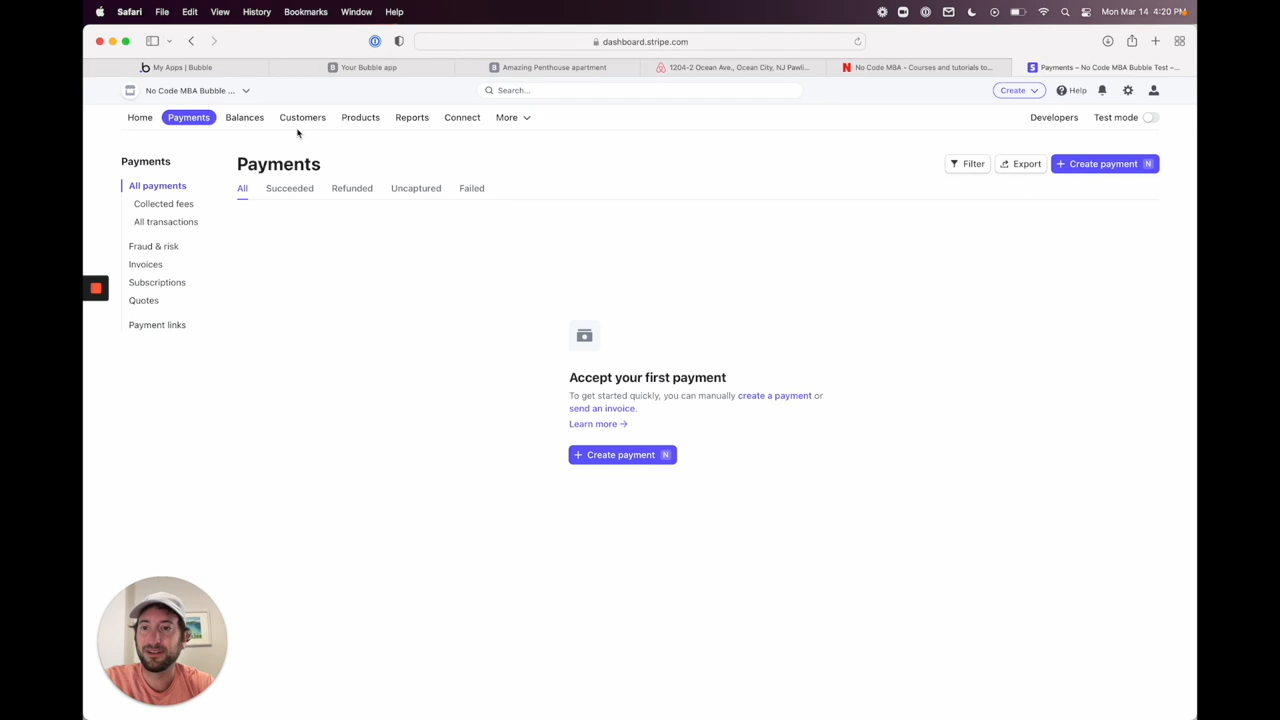 Safari File Edit View History Bookmarks Window Help Mon Mar 14 4:20 PM
dashboard.stripe.com
My Apps | Bubble Your Bubble app Amazing Penthouse apartment 1204-2 Ocean Ave., Ocean City, NJ Pawli... No Code MBA - Courses and tutorials to... Payments – No Code MBA Bubble Test –...
No Code MBA Bubble ... Search... Create Help
Home Payments Balances Customers Products Reports Connect More Developers Test mode
Payments
All payments
Collected fees
All transactions
Fraud & risk
Invoices
Subscriptions
Quotes
Payment links
Payments Filter Export + Create payment N
All Succeeded Refunded Uncaptured Failed
Accept your first payment
To get started quickly, you can manually create a payment or
send an invoice.
Learn more →
+ Create payment N